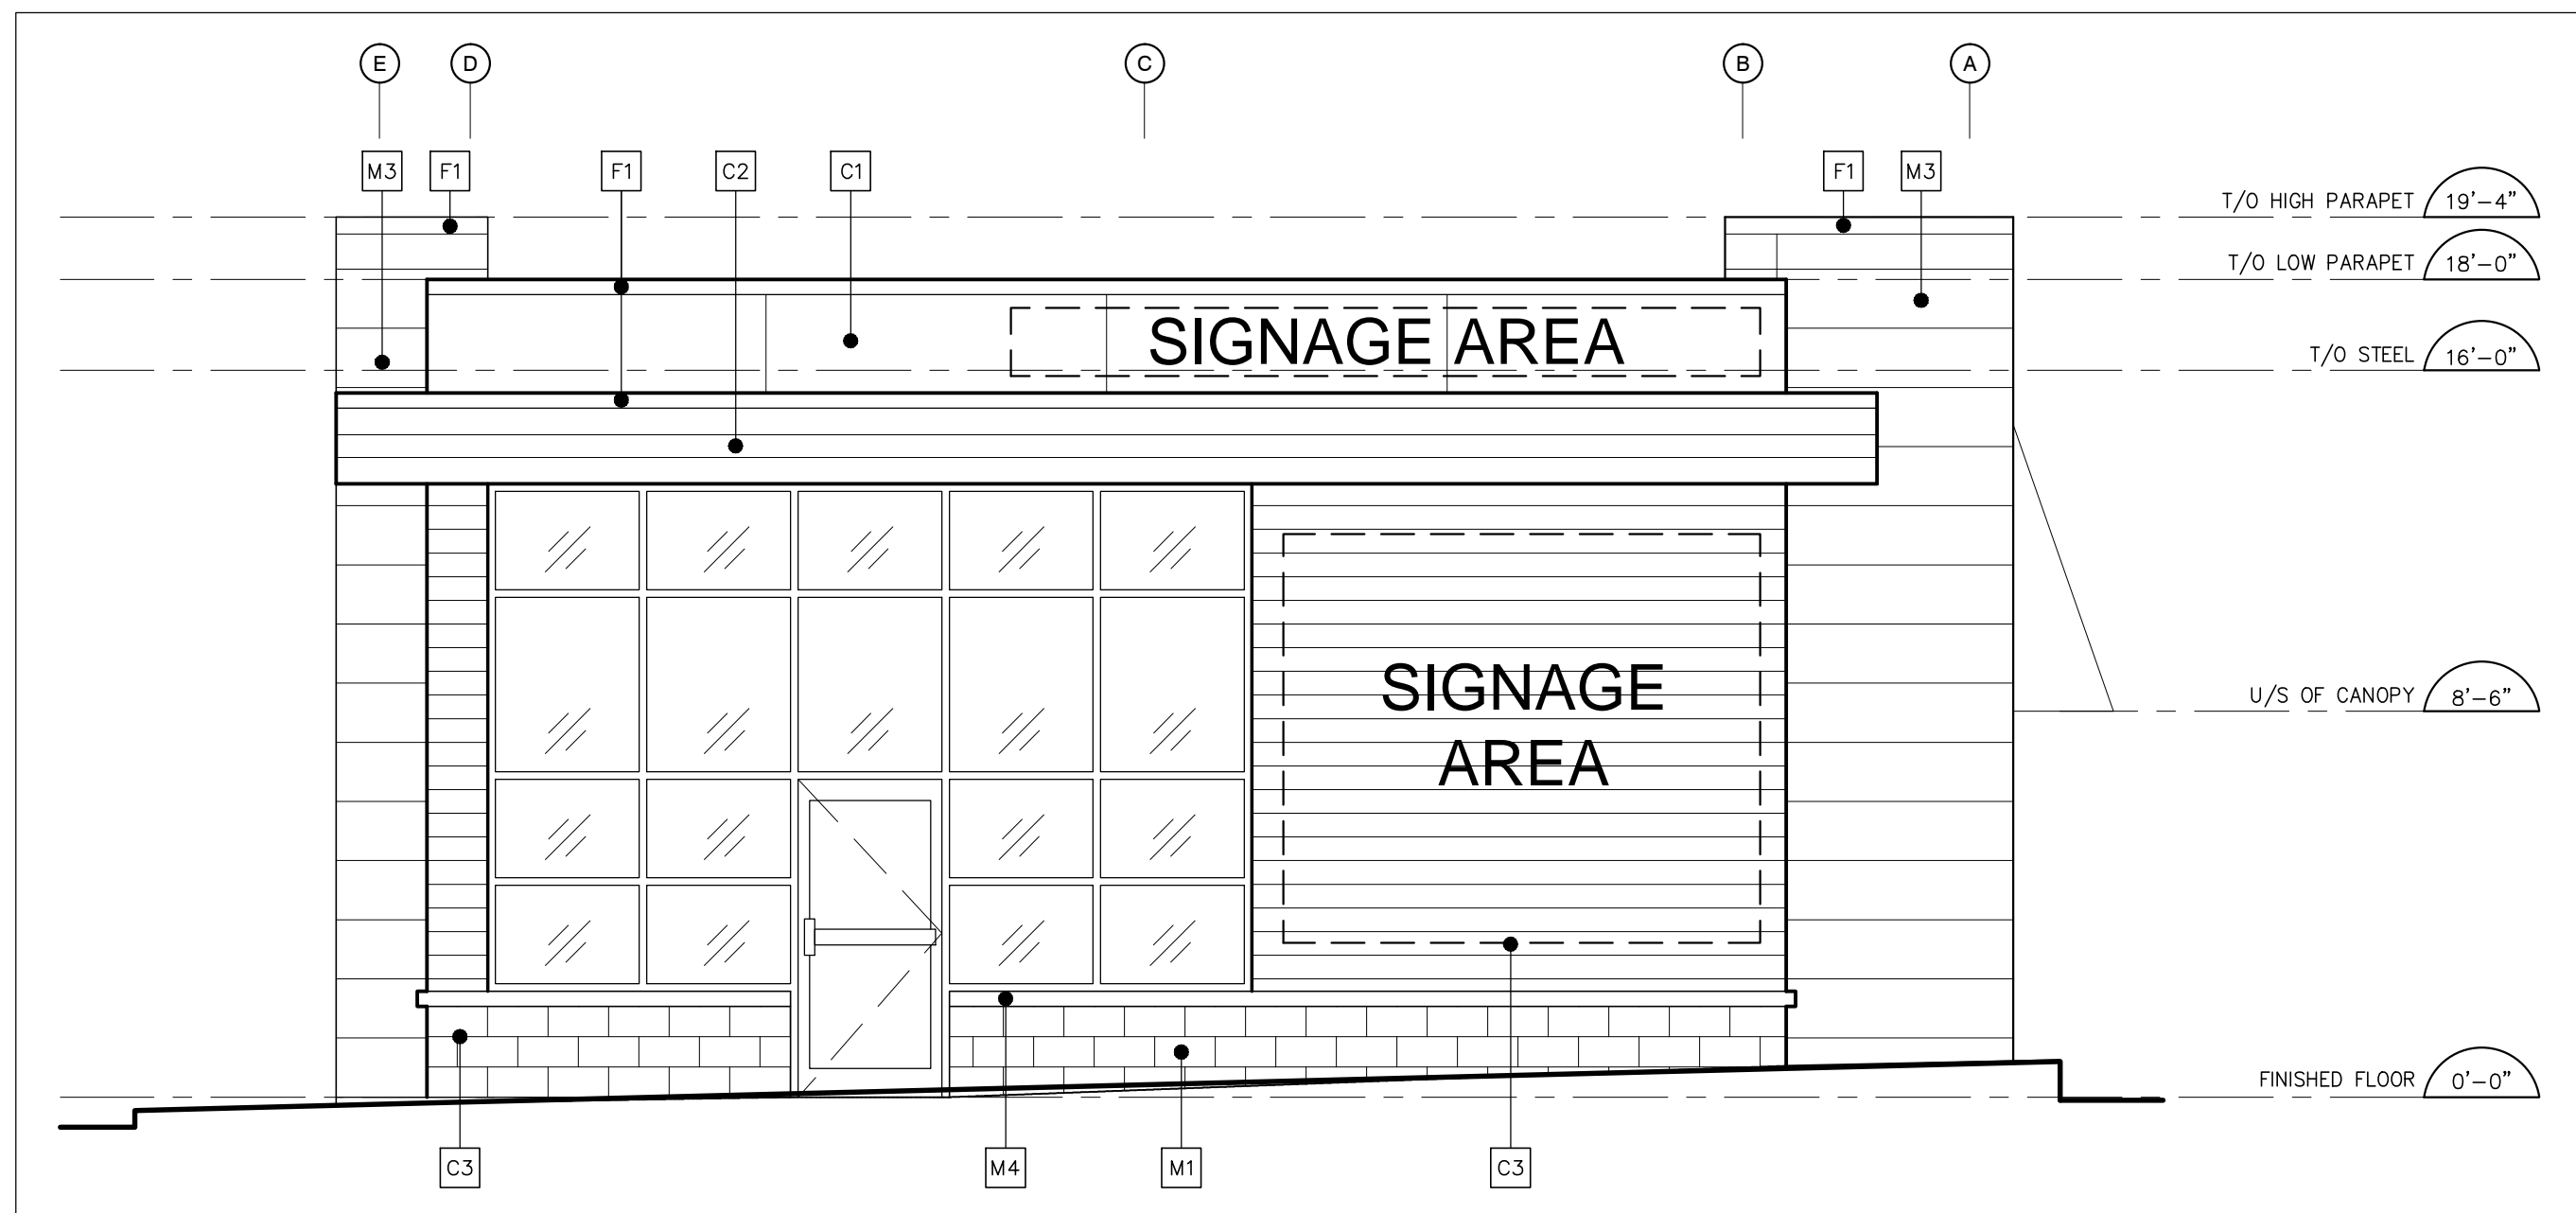 E D C B A
M3 F1 F1 C2 C1 F1 M3
T/O HIGH PARAPET 19'-4"
T/O LOW PARAPET 18'-0"
SIGNAGE AREA
T/O STEEL 16'-0"
SIGNAGE
AREA
U/S OF CANOPY 8'-6"
FINISHED FLOOR 0'-0"
C3 M4 M1 C3